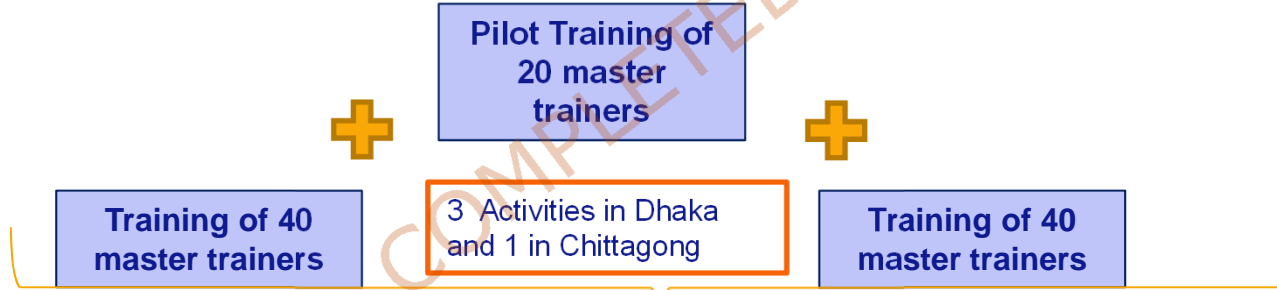 Pilot Training of
20 master
trainers
Training of 40
master trainers
3 Activities in Dhaka
and 1 in Chittagong
Training of 40
master trainers
COMPLETED